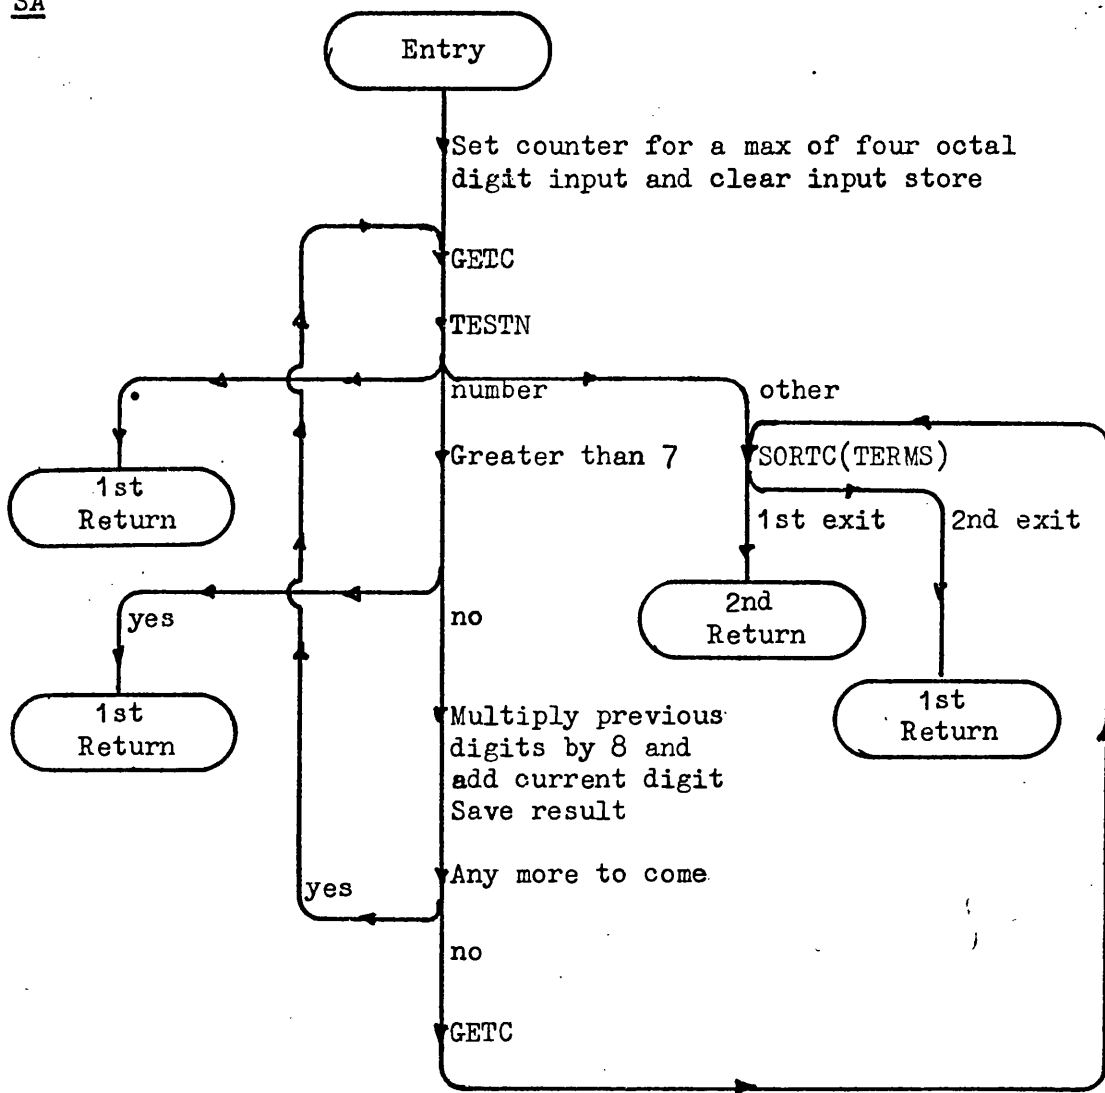 SA
Entry
Set counter for a max of four octal
digit input and clear input store
GETC
TESTN
.
number
other
Greater than 7
SORTC(TERMS)
1st
Return
1st exit
2nd exit
yes
no
2nd
Return
1st
Return
1st
Return
Multiply previous
digits by 8 and
add current digit
Save result
Any more to come
yes
no
GETC